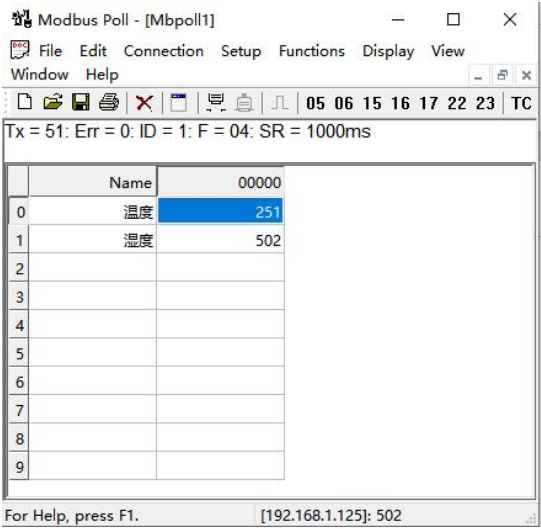 Modbus Poll - [Mbpoll1]
File Edit Connection Setup Functions Display View
Window Help
05 06 15 16 17 22 23 TC
Tx = 51: Err = 0: ID = 1: F = 04: SR = 1000ms
Name 00000
0 温度 251
1 湿度 502
2
3
4
5
6
7
8
9
For Help, press F1. [192.168.1.125]: 502